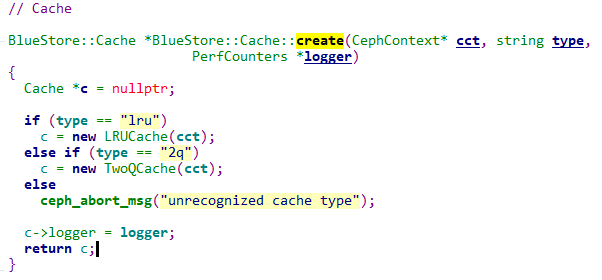 // Cache
BlueStore::Cache *BlueStore::Cache::create(CephContext* cct, string type,
PerfCounters *logger)
{
Cache *c = nullptr;
if (type == "lru")
c = new LRUCache(cct);
else if (type == "2q")
c = new TwoQCache(cct);
else
ceph_abort_msg("unrecognized cache type");
c->logger = logger;
return c;
}